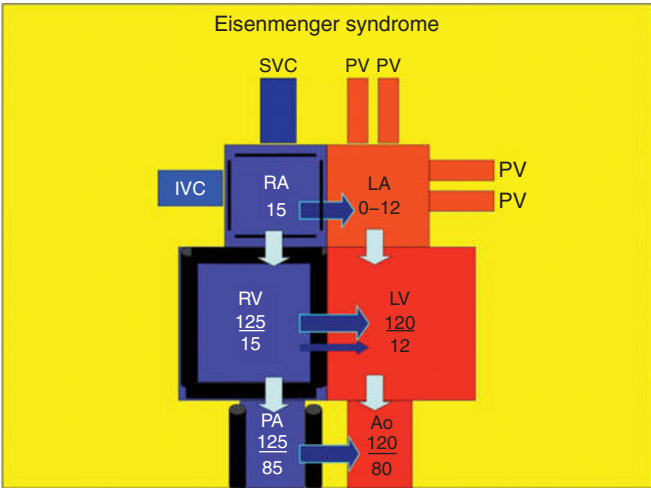 Eisenmenger syndrome
SVC
PV PV
IVC
RA
15
LA
0–12
PV
PV
RV
125
15
LV
120
12
PA
125
85
Ao
120
80